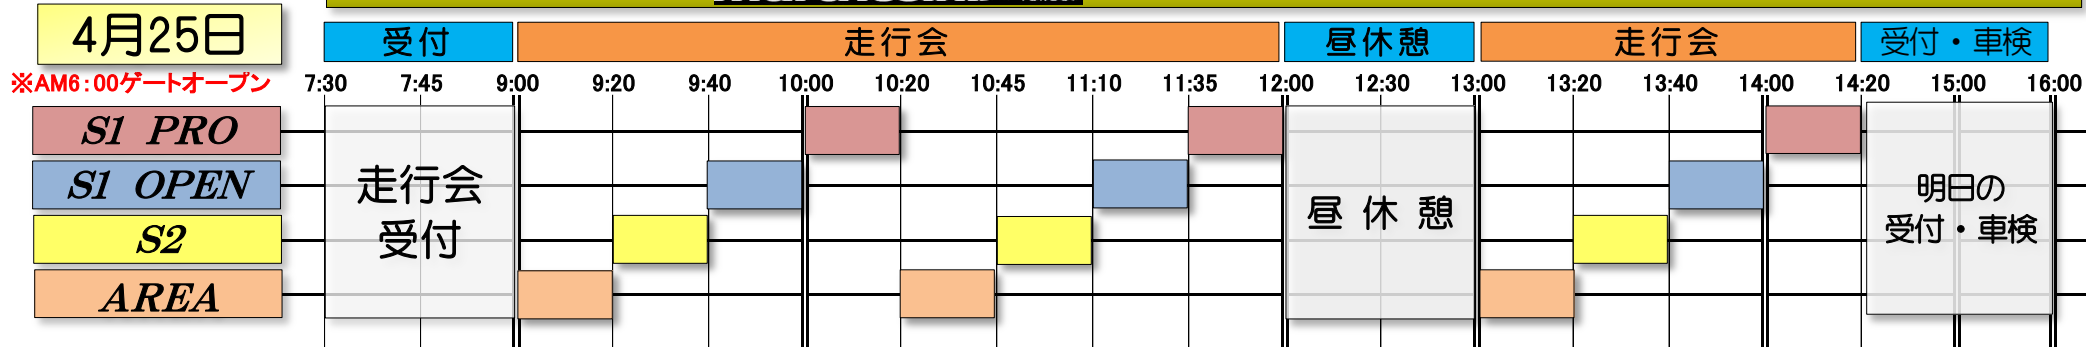 4月25日
受付 走行会 昼休憩 走行会 受付・車検
※AM6:00ゲートオープン
7:30 7:45 9:00 9:20 9:40 10:00 10:20 10:45 11:10 11:35 12:00 12:30 13:00 13:20 13:40 14:00 14:20 15:00 16:00
S1 PRO
S1 OPEN
S2
AREA
走行会
受付
昼休憩
明日の
受付・車検